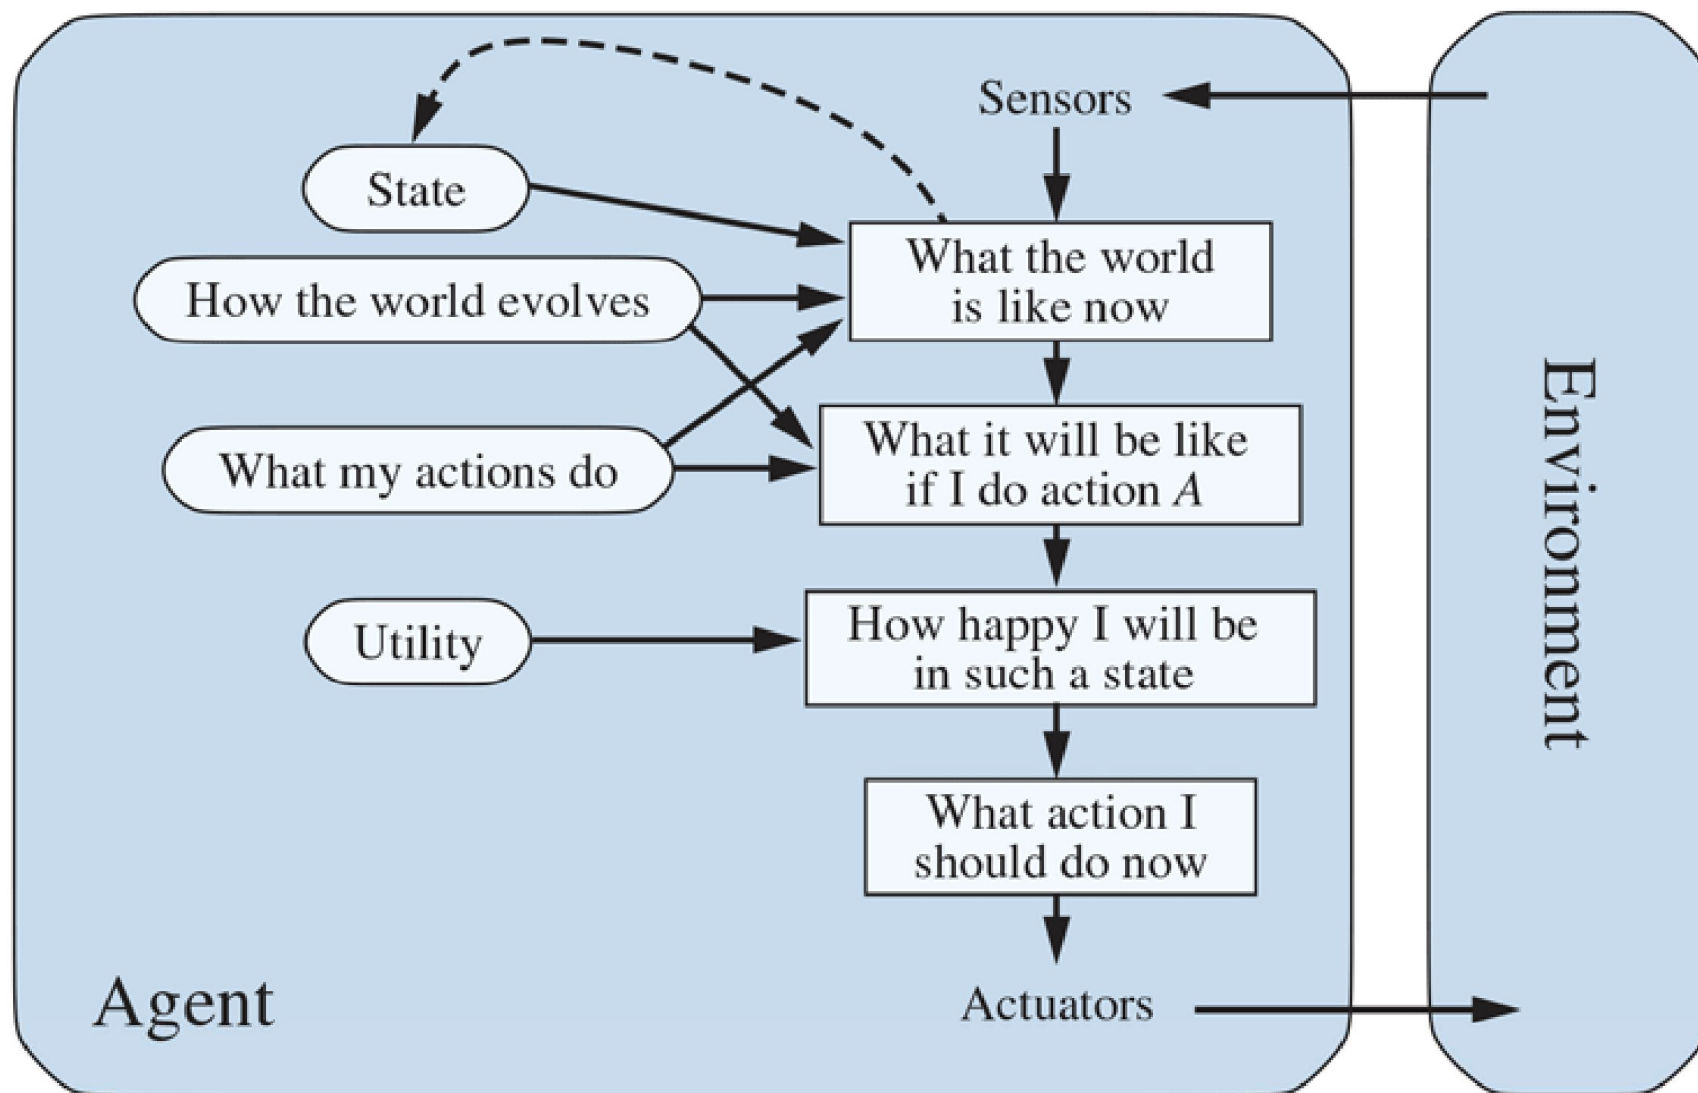 Sensors
State
What the world
is like now
How the world evolves
What it will be like
if I do action A
What my actions do
How happy I will be
in such a state
Utility
What action I
should do now
Agent
Actuators
Environment